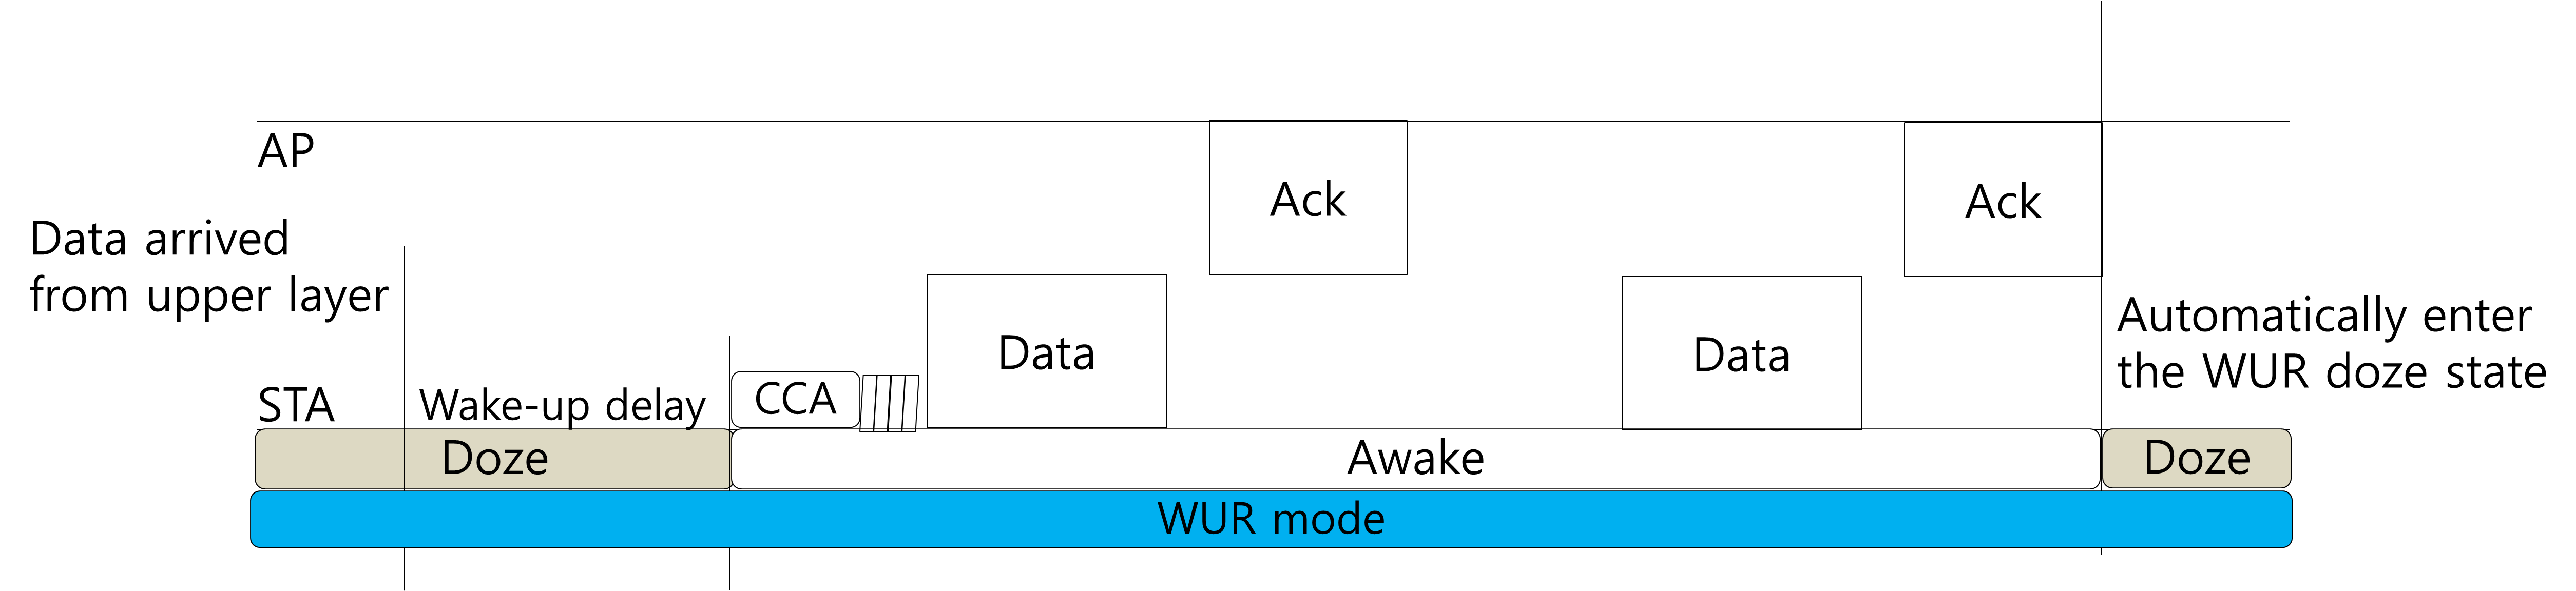 AP
Ack
Ack
Data arrived
from upper layer
Data
Data
Automatically enter
the WUR doze state
STA
Wake-up delay
CCA
Doze
Awake
Doze
WUR mode